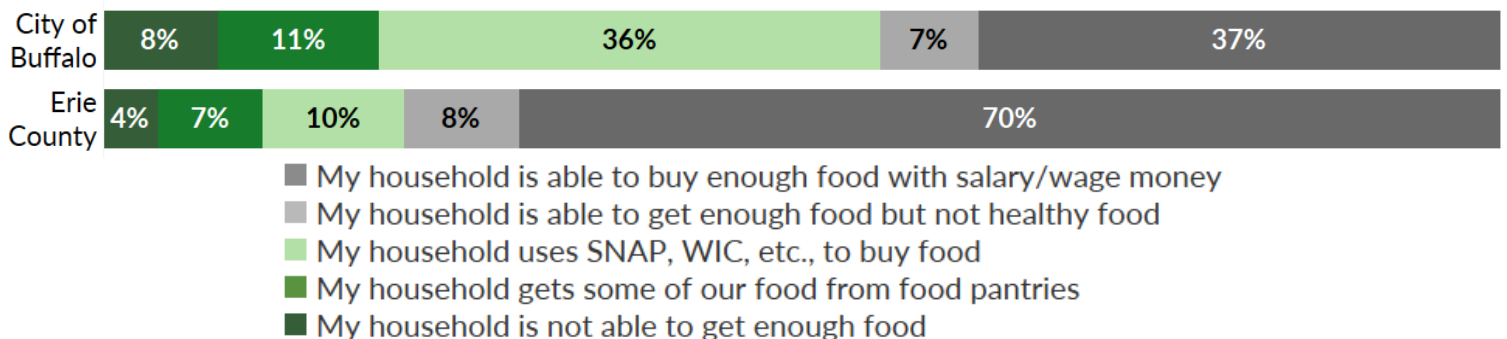 City of
Buffalo
8% 11% 36% 7% 37%
Erie
County
4% 7% 10% 8% 70%
My household is able to buy enough food with salary/wage money
My household is able to get enough food but not healthy food
My household uses SNAP, WIC, etc., to buy food
My household gets some of our food from food pantries
My household is not able to get enough food